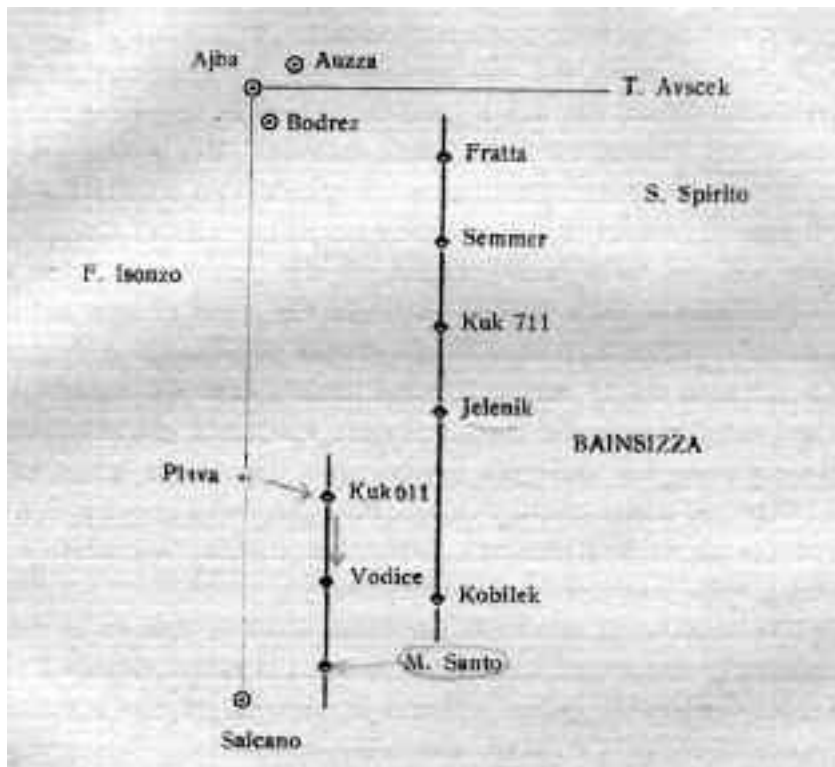 Ajba
Auzza
T. Avscek
Bodrez
Fratta
S. Spirito
Semmer
F. Isonzo
Kuk 711
Jelenik
BAINSIZZA
Plava
Kuk 611
Vodice
Kobilek
M. Santo
Salcano